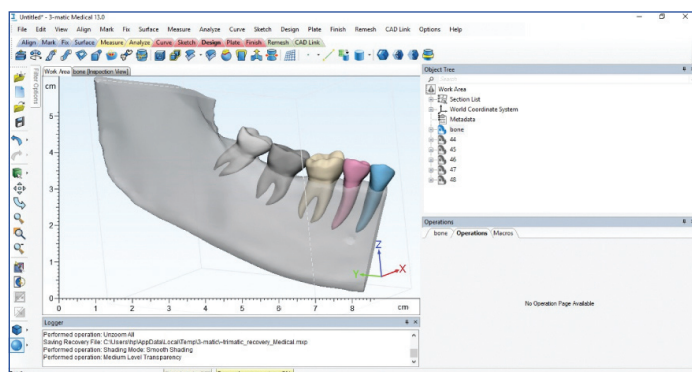 Untitled* - 3-matic Medical 13.0
File Edit View Align Mark Fix Surface Measure Analyze Curve Sketch Design Plate Finish Remesh CAD Link Options Help
Align Mark Fix Surface Measure Analyze Curve Sketch Design Plate Finish Remesh CAD Link
Filter Options
Work Area bone [Inspection View]
cm
5
4
3
2
1
0
0 1 2 3 4 5 6 7 8 cm
Z
Y X
Logger
Performed operation: Unzoom All
Saving Recovery File: C:\Users\hp\AppData\Local\Temp\3-matic\~trimatic_recovery_Medical.mxp
Performed operation: Shading Mode: Smooth Shading
Performed operation: Medium Level Transparency
Object Tree
Search
Work Area
Section List
World Coordinate System
Metadata
bone
44
45
46
47
48
Operations
bone Operations Macros
No Operation Page Available